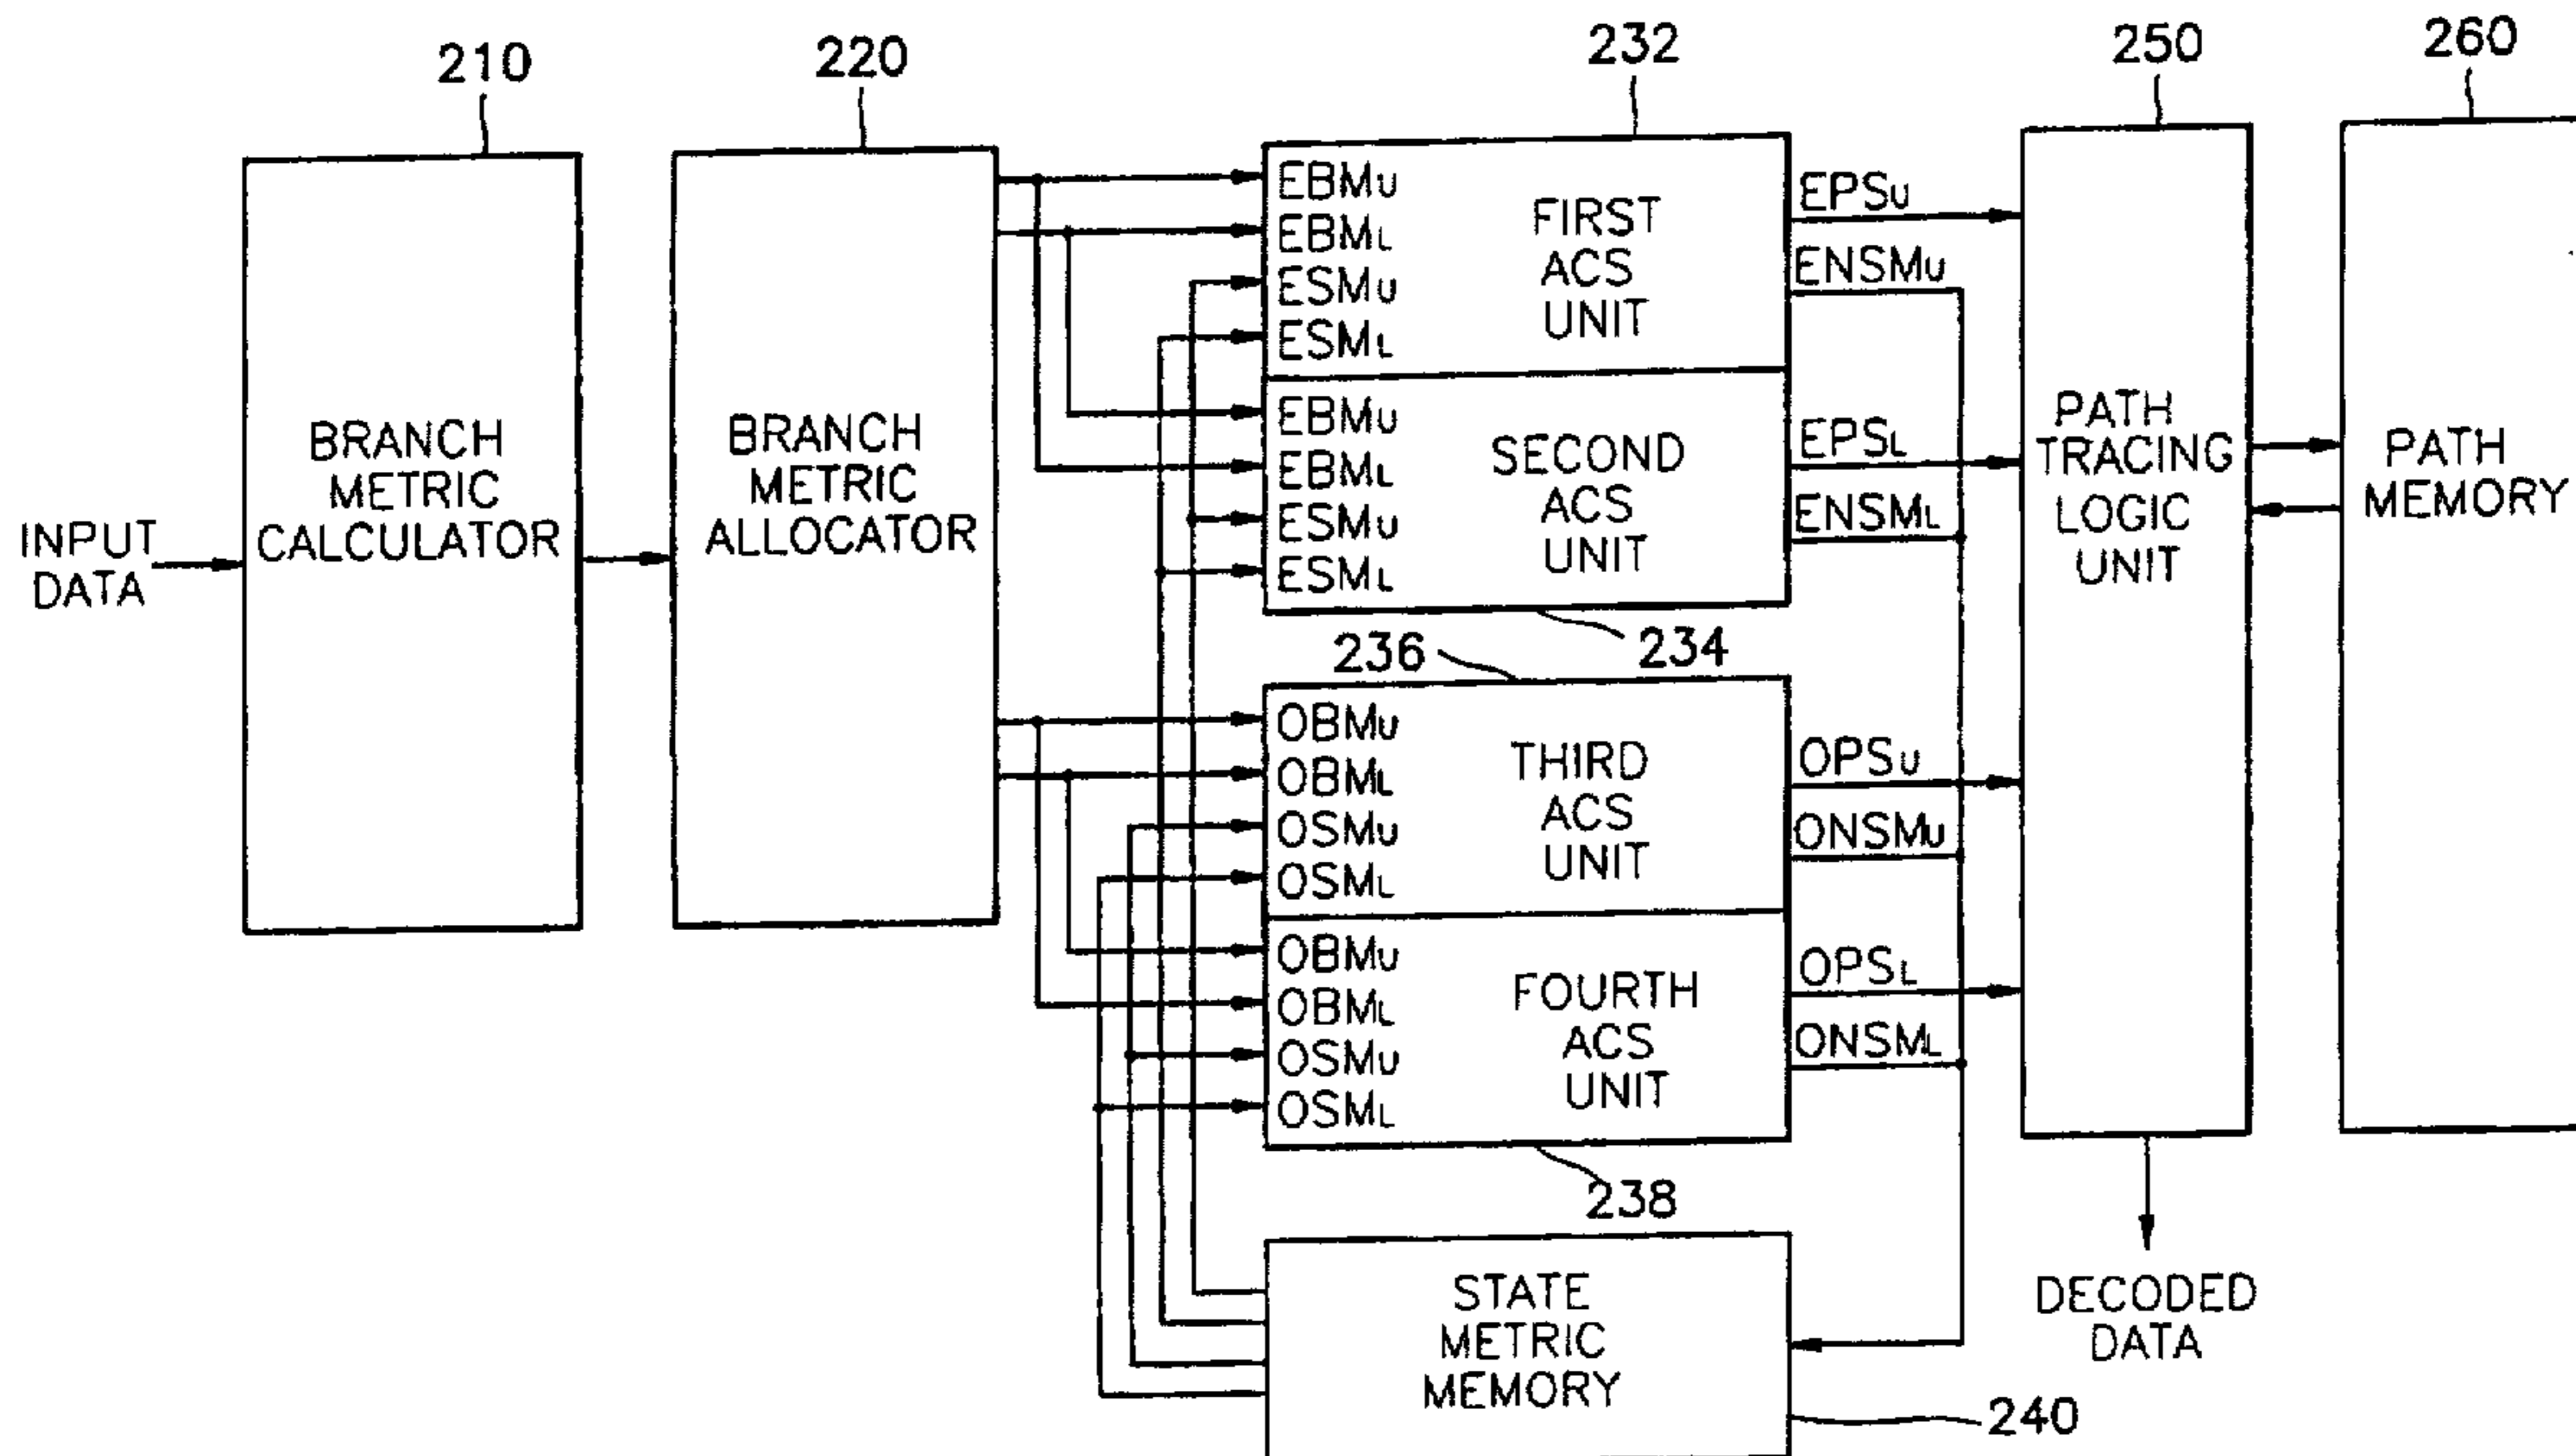 210
220
232
250
260
INPUT
DATA
BRANCH
METRIC
CALCULATOR
BRANCH
METRIC
ALLOCATOR
EBMU
EBML
ESMU
ESML
FIRST
ACS
UNIT
EPSU
ENSMU
EBMU
EBML
ESMU
ESML
SECOND
ACS
UNIT
EPSL
ENSML
234
236
OBMU
OBML
OSMU
OSML
THIRD
ACS
UNIT
OPSU
ONSMU
OBMU
OBML
OSMU
OSML
FOURTH
ACS
UNIT
OPSL
ONSML
238
STATE
METRIC
MEMORY
240
PATH
TRACING
LOGIC
UNIT
PATH
MEMORY
DECODED
DATA